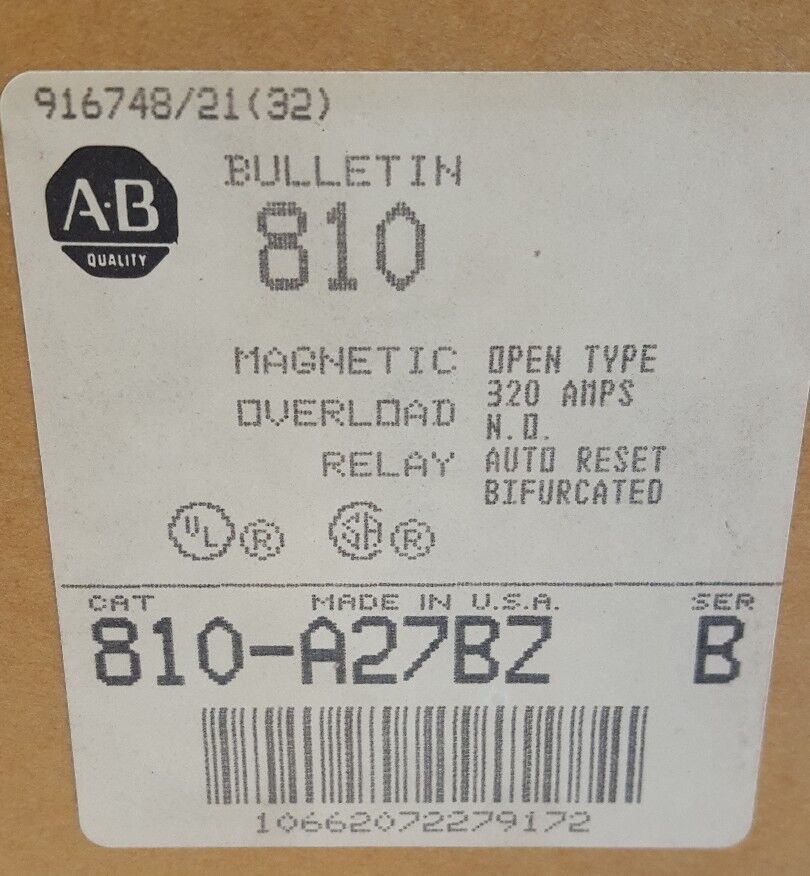 916748/21(32)
A·B
QUALITY
BULLETIN
810
MAGNETIC
OVERLOAD
RELAY
OPEN TYPE
320 AMPS
N.O.
AUTO RESET
BIFURCATED
UL ® SA ®
CAT MADE IN U.S.A. SER
810-A27BZ B
10662072279172